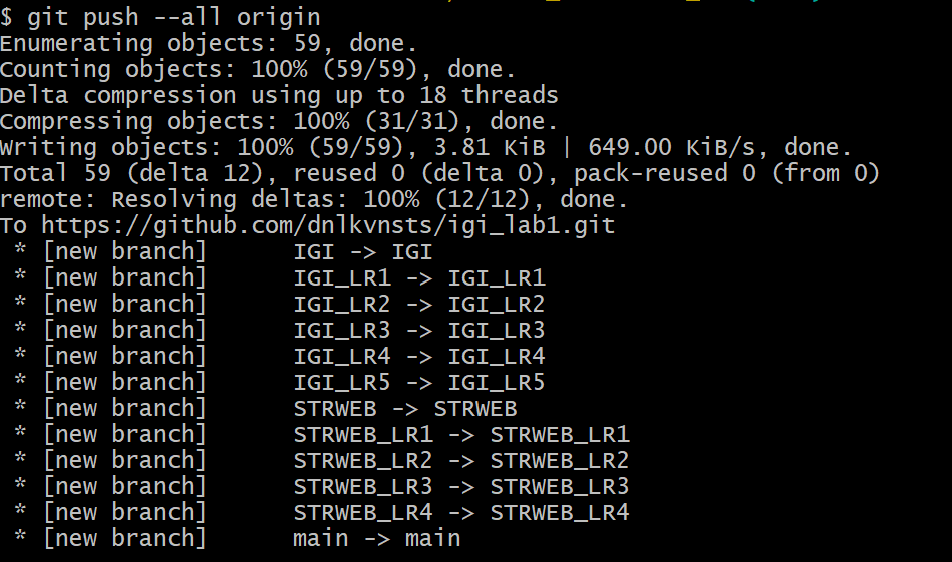 $ git push --all origin
Enumerating objects: 59, done.
Counting objects: 100% (59/59), done.
Delta compression using up to 18 threads
Compressing objects: 100% (31/31), done.
Writing objects: 100% (59/59), 3.81 KiB | 649.00 KiB/s, done.
Total 59 (delta 12), reused 0 (delta 0), pack-reused 0 (from 0)
remote: Resolving deltas: 100% (12/12), done.
To https://github.com/dnlkvnsts/igi_lab1.git
 * [new branch]      IGI -> IGI
 * [new branch]      IGI_LR1 -> IGI_LR1
 * [new branch]      IGI_LR2 -> IGI_LR2
 * [new branch]      IGI_LR3 -> IGI_LR3
 * [new branch]      IGI_LR4 -> IGI_LR4
 * [new branch]      IGI_LR5 -> IGI_LR5
 * [new branch]      STRWEB -> STRWEB
 * [new branch]      STRWEB_LR1 -> STRWEB_LR1
 * [new branch]      STRWEB_LR2 -> STRWEB_LR2
 * [new branch]      STRWEB_LR3 -> STRWEB_LR3
 * [new branch]      STRWEB_LR4 -> STRWEB_LR4
 * [new branch]      main -> main